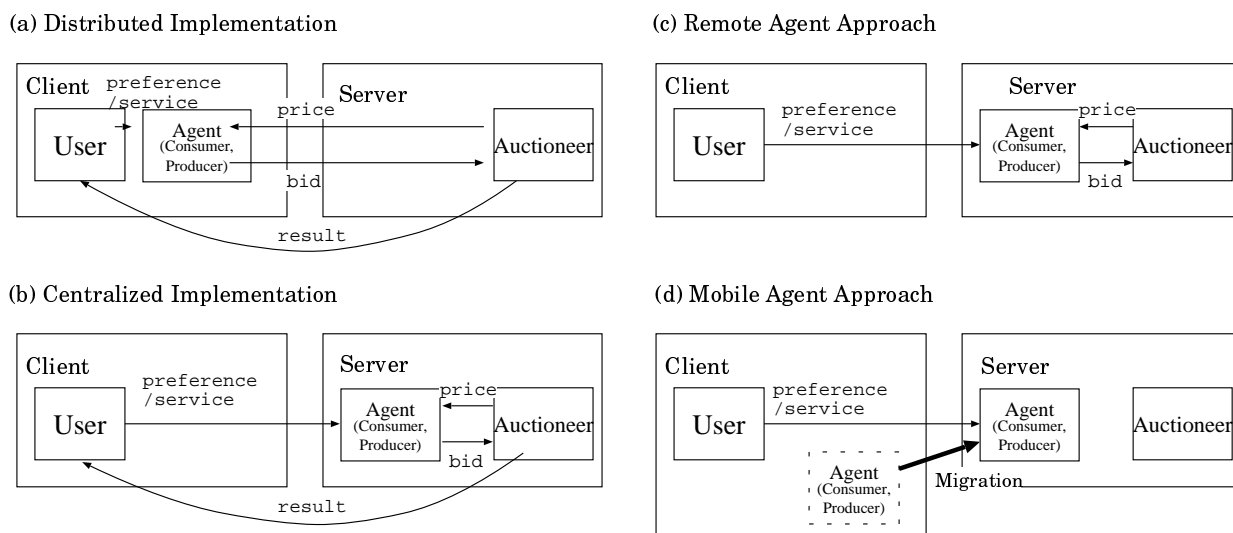 (a) Distributed Implementation
Client
preference
/service
Server
price
User
Agent
(Consumer,
Producer)
Auctioneer
bid
result
(b) Centralized Implementation
Client
preference
/service
Server
price
User
Agent
(Consumer,
Producer)
Auctioneer
bid
result
(c) Remote Agent Approach
Client
preference
/service
Server
price
User
Agent
(Consumer,
Producer)
Auctioneer
bid
(d) Mobile Agent Approach
Client
preference
/service
Server
User
Agent
(Consumer,
Producer)
Auctioneer
Agent
(Consumer,
Producer)
Migration